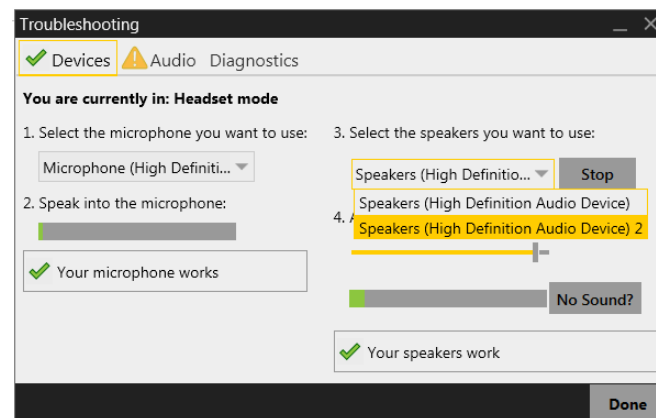 Troubleshooting
Devices
Audio
Diagnostics
You are currently in: Headset mode
1. Select the microphone you want to use:
Microphone (High Definiti...
2. Speak into the microphone:
Your microphone works
3. Select the speakers you want to use:
Speakers (High Definitio...
Stop
Speakers (High Definition Audio Device)
Speakers (High Definition Audio Device) 2
4.
No Sound?
Your speakers work
Done